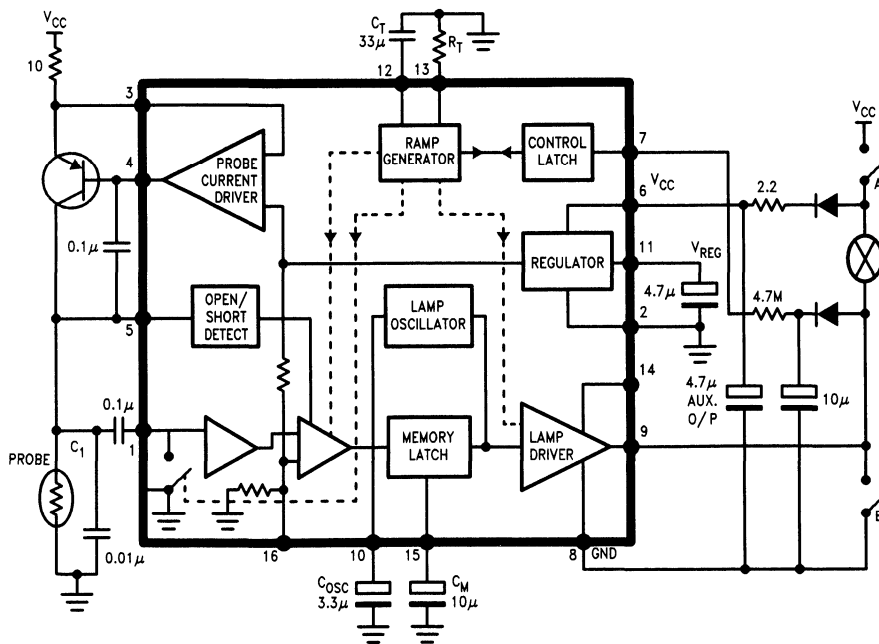 VCC
10
CT
33μ
RT
12
13
VCC
3
RAMP
GENERATOR
CONTROL
LATCH
7
4
PROBE
CURRENT
DRIVER
6
VCC
2.2
A
0.1μ
11
VREG
REGULATOR
OPEN/
SHORT
DETECT
LAMP
OSCILLATOR
4.7μ
4.7M
5
2
14
4.7μ
AUX.
O/P
10μ
0.1μ
C1
1
MEMORY
LATCH
LAMP
DRIVER
9
PROBE
B
0.01μ
16
10
15
8
GND
COSC
3.3μ
CM
10μ